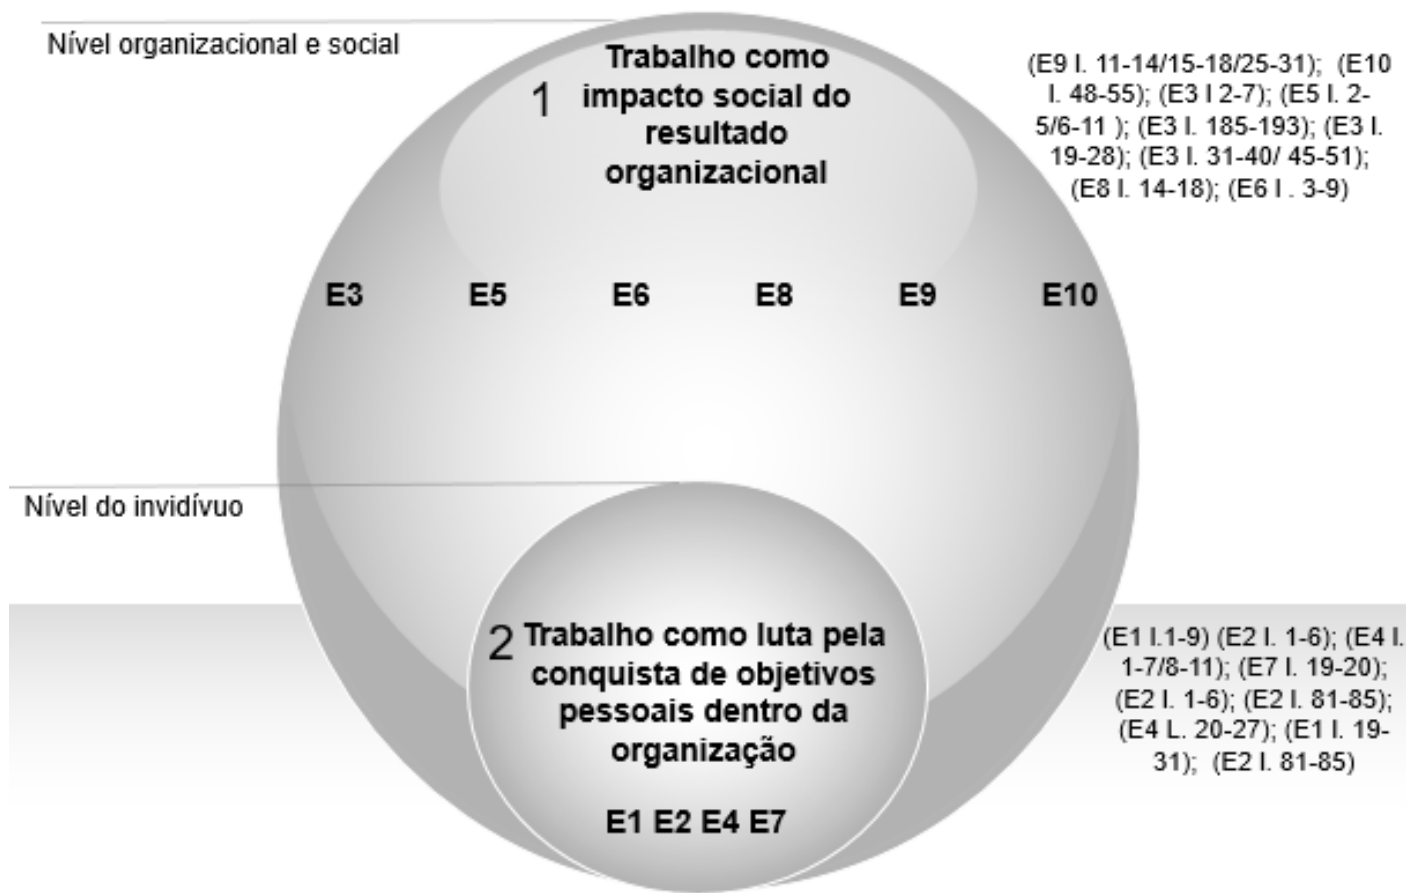 Nível organizacional e social
1
Trabalho como
impacto social do
resultado
organizacional
(E9 l. 11-14/15-18/25-31); (E10
l. 48-55); (E3 l 2-7); (E5 l. 2-
5/6-11 ); (E3 l. 185-193); (E3 l.
19-28); (E3 l. 31-40/ 45-51);
(E8 l. 14-18); (E6 l . 3-9)
E3 E5 E6 E8 E9 E10
Nível do invidívuo
2
Trabalho como luta pela
conquista de objetivos
pessoais dentro da
organização
E1 E2 E4 E7
(E1 l.1-9) (E2 l. 1-6); (E4 l.
1-7/8-11); (E7 l. 19-20);
(E2 l. 1-6); (E2 l. 81-85);
(E4 L. 20-27); (E1 l. 19-
31); (E2 l. 81-85)